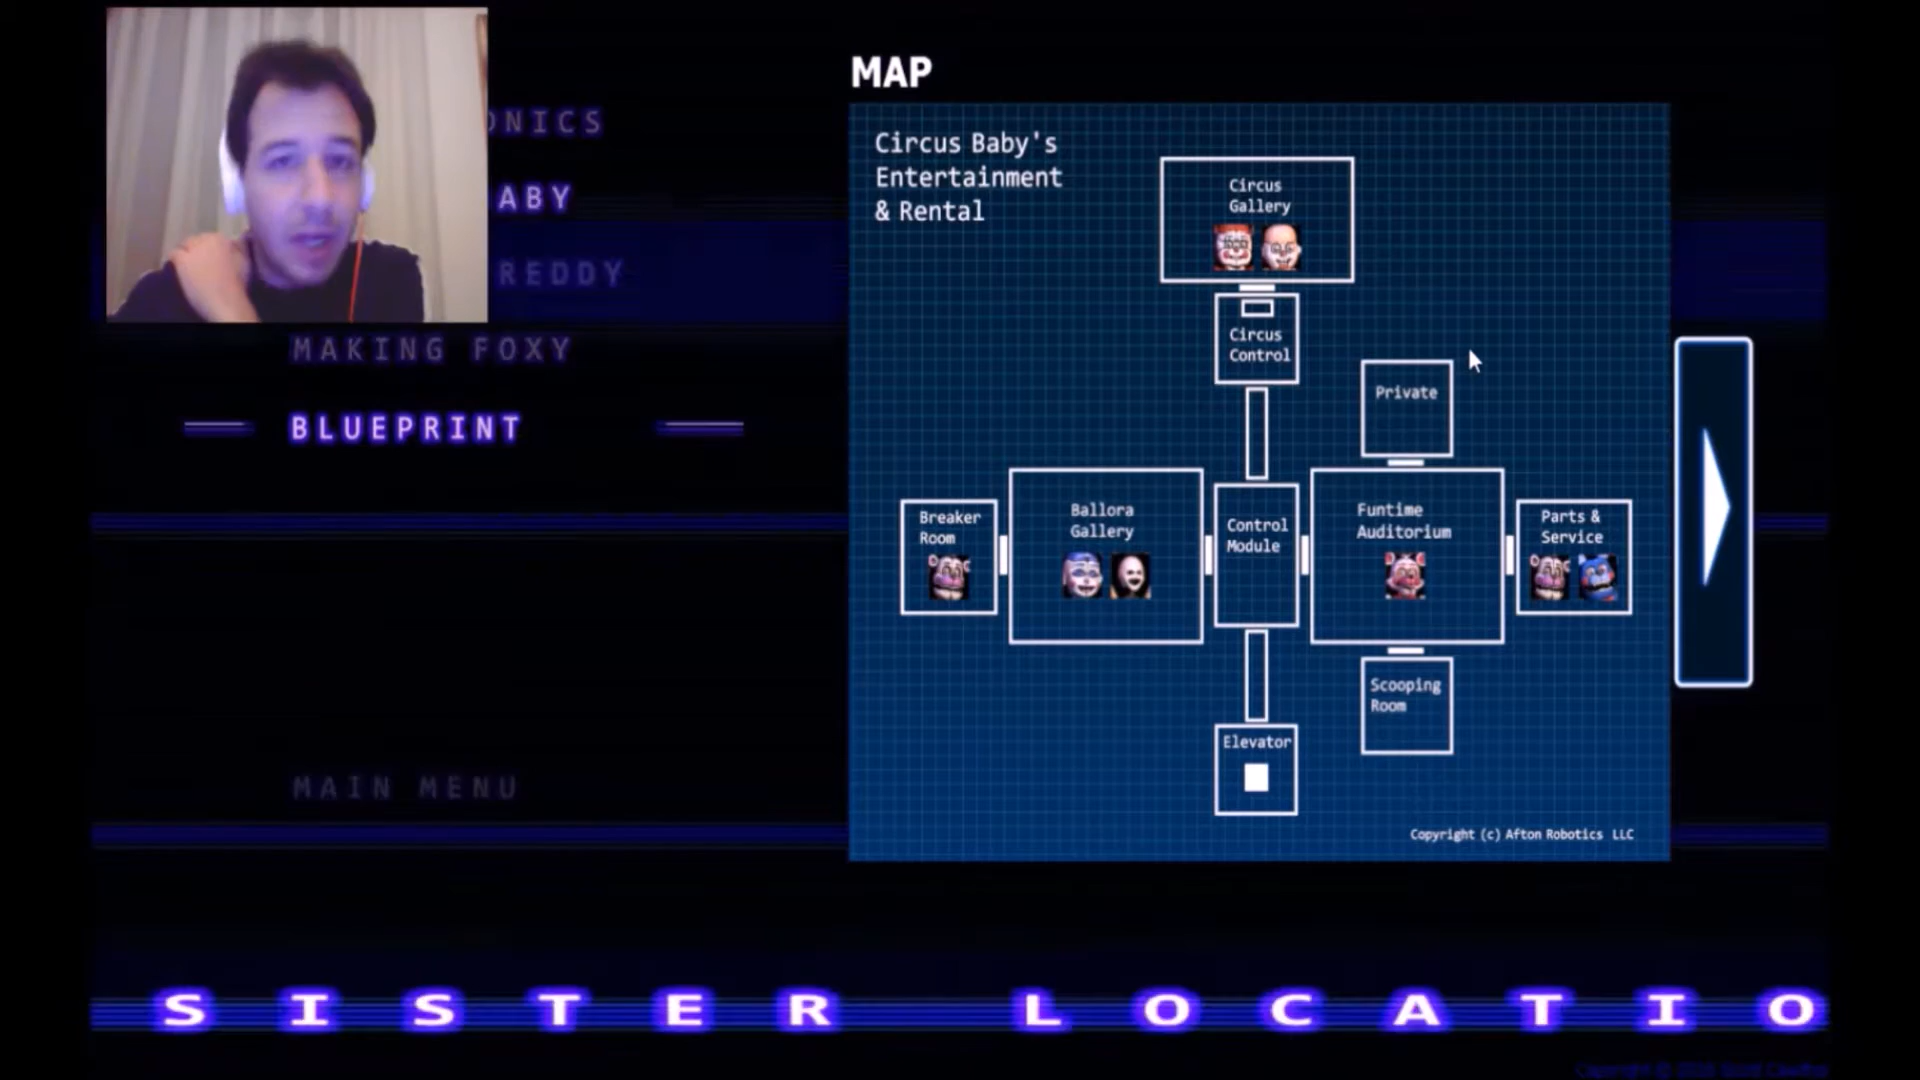 ONICS
ABY
REDDY
MAKING FOXY
BLUEPRINT
MAIN MENU
MAP
Circus Baby's
Entertainment
& Rental
Circus
Gallery
Circus
Control
Private
Breaker
Room
Ballora
Gallery
Control
Module
Funtime
Auditorium
Parts &
Service
Scooping
Room
Elevator
Copyright (c) Afton Robotics LLC
SISTER LOCATIO